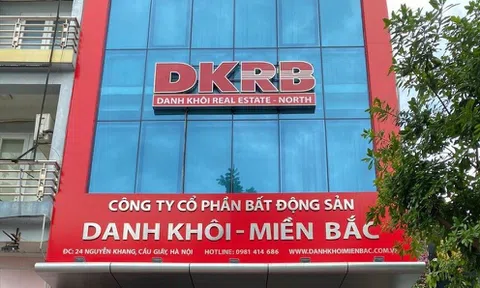 DKRB
DANH KHÔI REAL ESTATE - NORTH
CÔNG TY CỔ PHẦN BẤT ĐỘNG SẢN
DANH KHÔI - MIỀN BẮC
ĐC: 24 NGUYỄN KHANG, CẦU GIẤY, HÀ NỘI HOTLINE: 0981 414 686 WWW.DANHKHOIMIENBAC.COM.VN